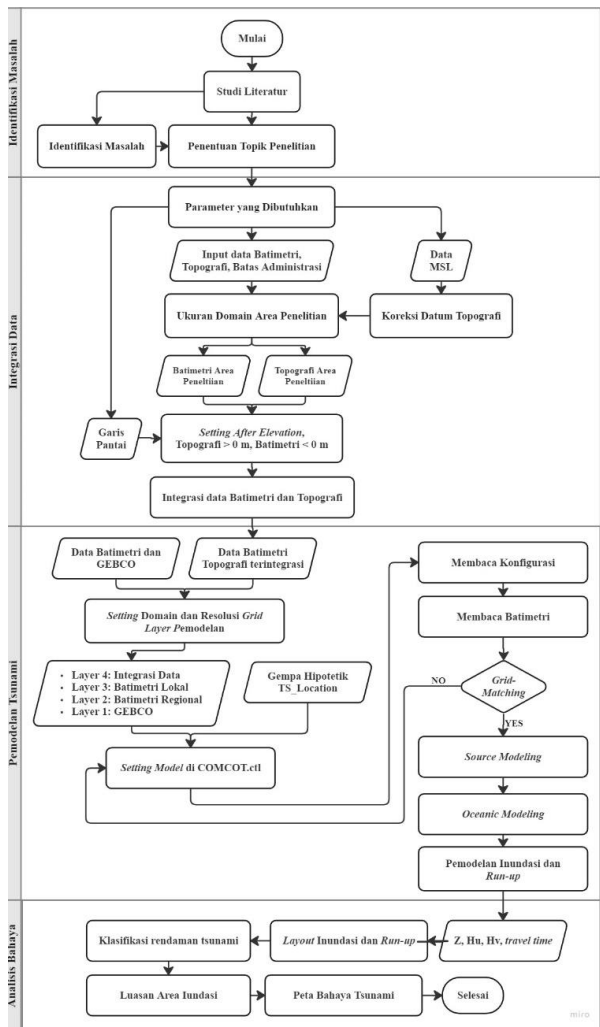 Identifikasi Masalah
Mulai
Studi Literatur
Identifikasi Masalah
Penentuan Topik Penelitian
Integrasi Data
Parameter yang Dibutuhkan
Input data Batimetri,
Topografi, Batas Administrasi
Data
MSL
Ukuran Domain Area Penelitian
Koreksi Datum Topografi
Batimetri Area
Peneltiian
Topografi Area
Peneltiian
Garis
Pantai
Setting After Elevation,
Topografi > 0 m, Batimetri < 0 m
Integrasi data Batimetri dan Topografi
Pemodelan Tsunami
Data Batimetri dan
GEBCO
Data Batimetri
Topografi terintegrasi
Setting Domain dan Resolusi Grid
Layer Pemodelan
• Layer 4: Integrasi Data
• Layer 3: Batimetri Lokal
• Layer 2: Batimetri Regional
• Layer 1: GEBCO
Gempa Hipotetik
TS_Location
Setting Model di COMCOT.ctl
Membaca Konfigurasi
Membaca Batimetri
NO
Grid-
Matching
YES
Source Modeling
Oceanic Modeling
Pemodelan Inundasi dan
Run-up
Analisis Bahaya
Z, Hu, Hv, travel time
Layout Inundasi dan Run-up
Klasifikasi rendaman tsunami
Luasan Area Iundasi
Peta Bahaya Tsunami
Selesai
miro